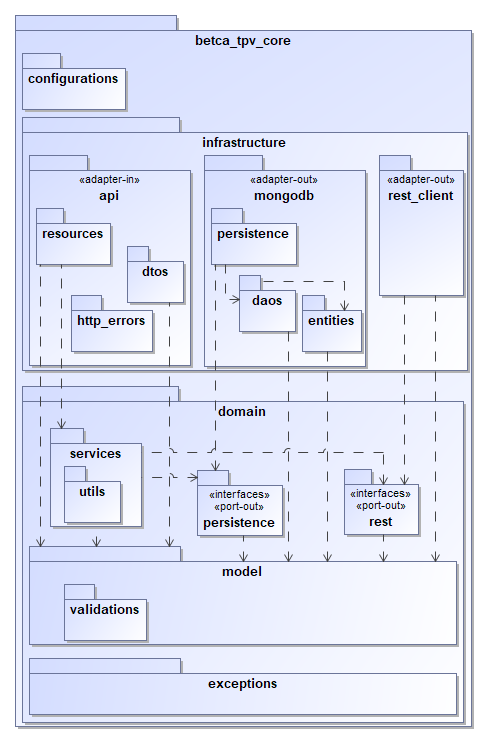 betca_tpv_core
configurations
infrastructure
«adapter-in»
api
resources
dtos
http_errors
«adapter-out»
mongodb
persistence
daos
entities
«adapter-out»
rest_client
domain
services
utils
«interfaces»
«port-out»
persistence
«interfaces»
«port-out»
rest
model
validations
exceptions